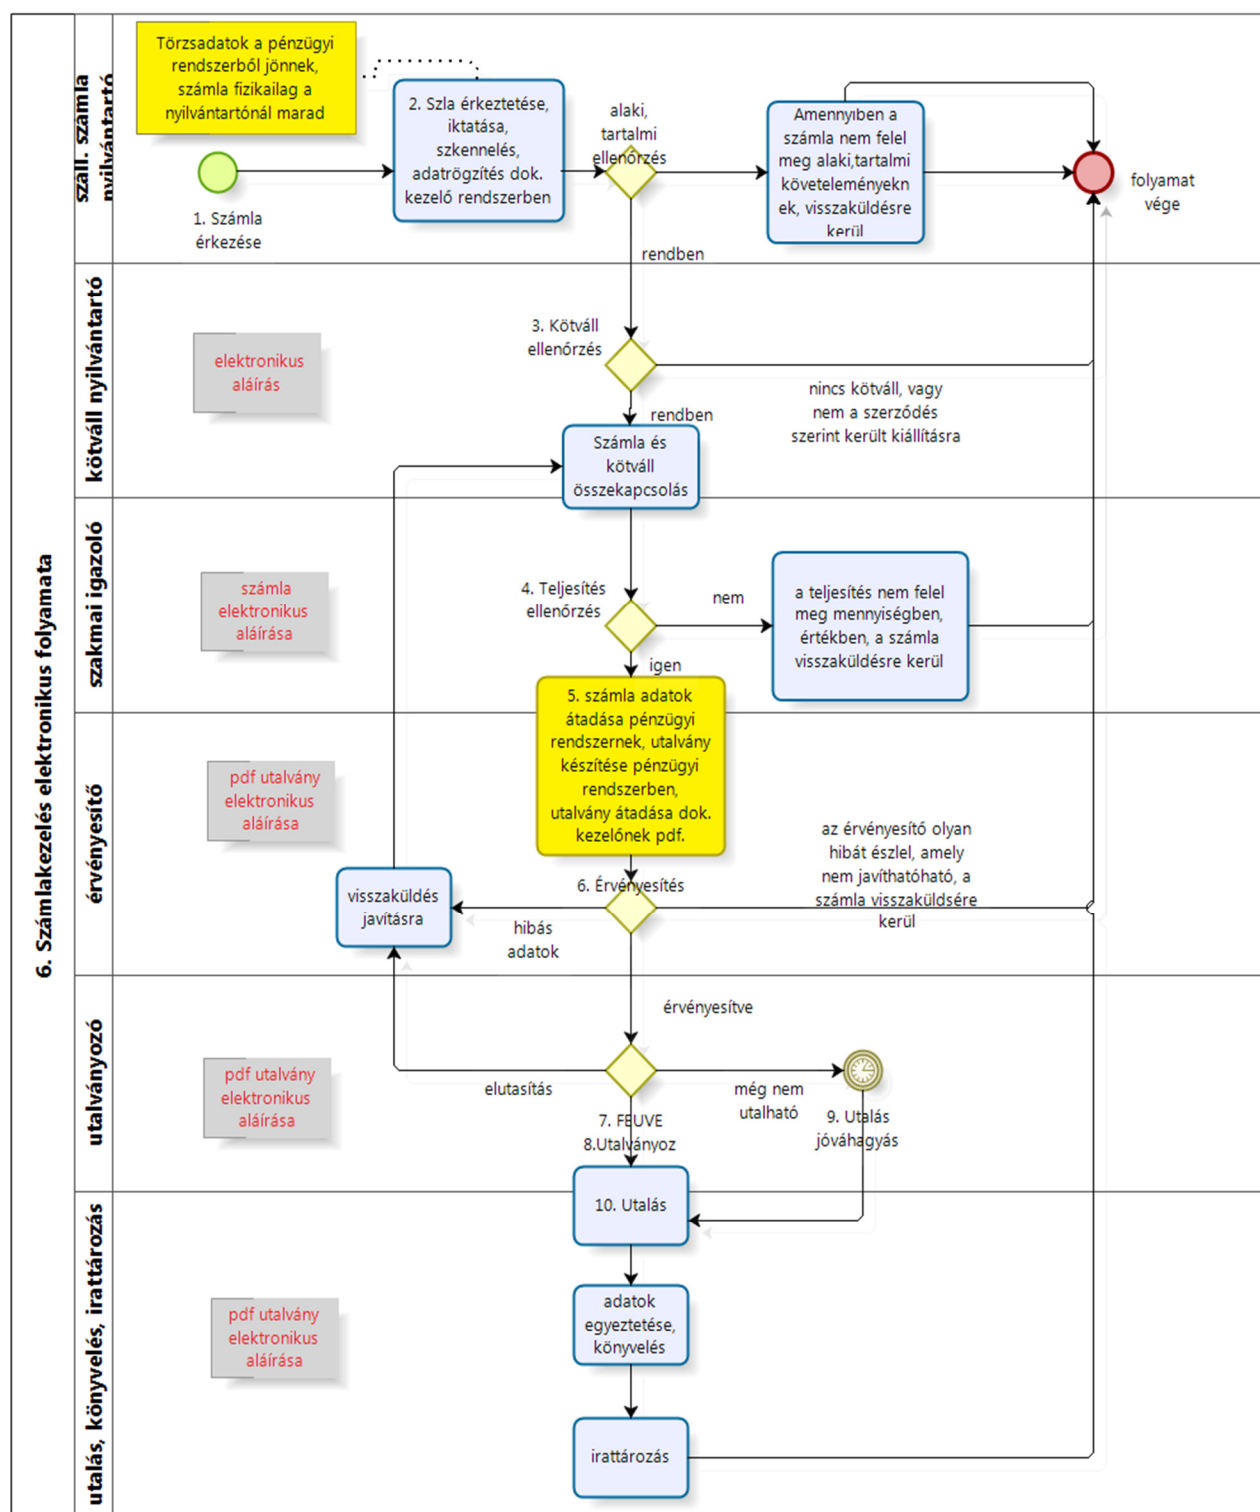 6. Számlakezelés elektronikus folyamata
száll. számla
nyilvántartó
Törzsadatok a pénzügyi
rendszerből jönnek,
számla fizikailag a
nyilvántartónál marad
1. Számla
érkezése
2. Szla érkeztetése,
iktatása,
szkennelés,
adatrögzítés dok.
kezelő rendszerben
alaki,
tartalmi
ellenőrzés
Amennyiben a
számla nem felel
meg alaki,tartalmi
követeleményekn
ek, visszaküldésre
kerül
folyamat
vége
rendben
kötváll nyilvántartó
elektronikus
aláírás
3. Kötváll
ellenőrzés
nincs kötváll, vagy
nem a szerződés
szerint került kiállításra
rendben
Számla és
kötváll
összekapcsolás
szakmai igazoló
számla
elektronikus
aláírása
4. Teljesítés
ellenőrzés
nem
a teljesítés nem felel
meg mennyiségben,
értékben, a számla
visszaküldésre kerül
igen
5. számla adatok
átadása pénzügyi
rendszernek, utalvány
készítése pénzügyi
rendszerben,
utalvány átadása dok.
kezelőnek pdf.
érvényesítő
pdf utalvány
elektronikus
aláírása
visszaküldés
javításra
6. Érvényesítés
hibás
adatok
az érvényesítő olyan
hibát észlel, amely
nem javíthatóható, a
számla visszaküldsére
kerül
érvényesítve
utalványozó
pdf utalvány
elektronikus
aláírása
elutasítás
még nem
utalható
7. FEUVE
8.Utalványoz
9. Utalás
jóváhagyás
10. Utalás
utalás, könyvelés, irattározás
pdf utalvány
elektronikus
aláírása
adatok
egyeztetése,
könyvelés
irattározás